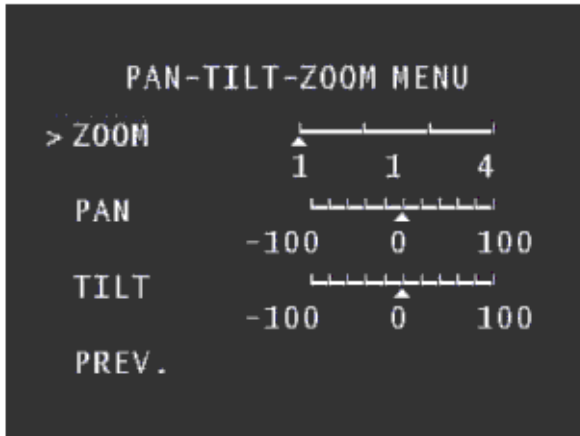 PAN-TILT-ZOOM MENU
> ZOOM
1 1 4
PAN
-100 0 100
TILT
-100 0 100
PREV.